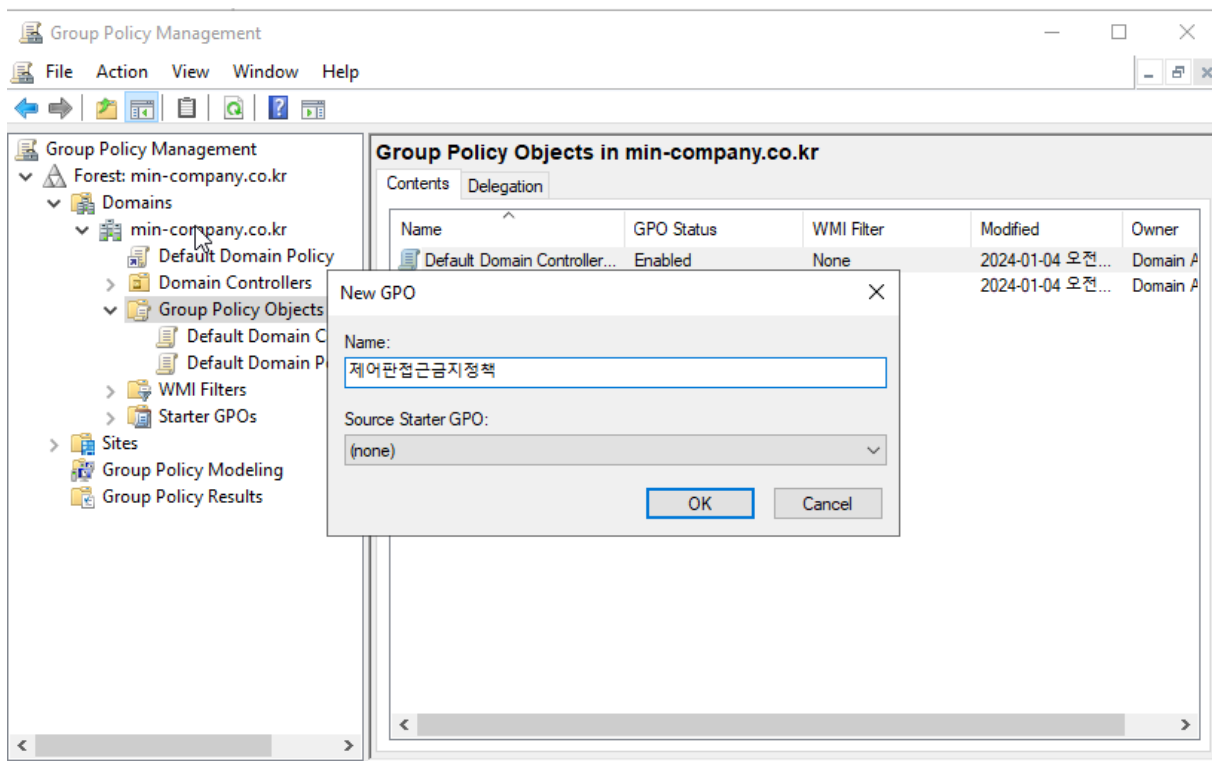 Group Policy Management
File Action View Window Help
Group Policy Management
Forest: min-company.co.kr
Domains
min-company.co.kr
Default Domain Policy
Domain Controllers
Group Policy Objects
Default Domain C
Default Domain P
WMI Filters
Starter GPOs
Sites
Group Policy Modeling
Group Policy Results
Group Policy Objects in min-company.co.kr
Contents Delegation
Name GPO Status WMI Filter Modified Owner
Default Domain Controller... Enabled None 2024-01-04 오전... Domain A
2024-01-04 오전... Domain A
New GPO
Name:
제어판접근금지정책
Source Starter GPO:
(none)
OK Cancel